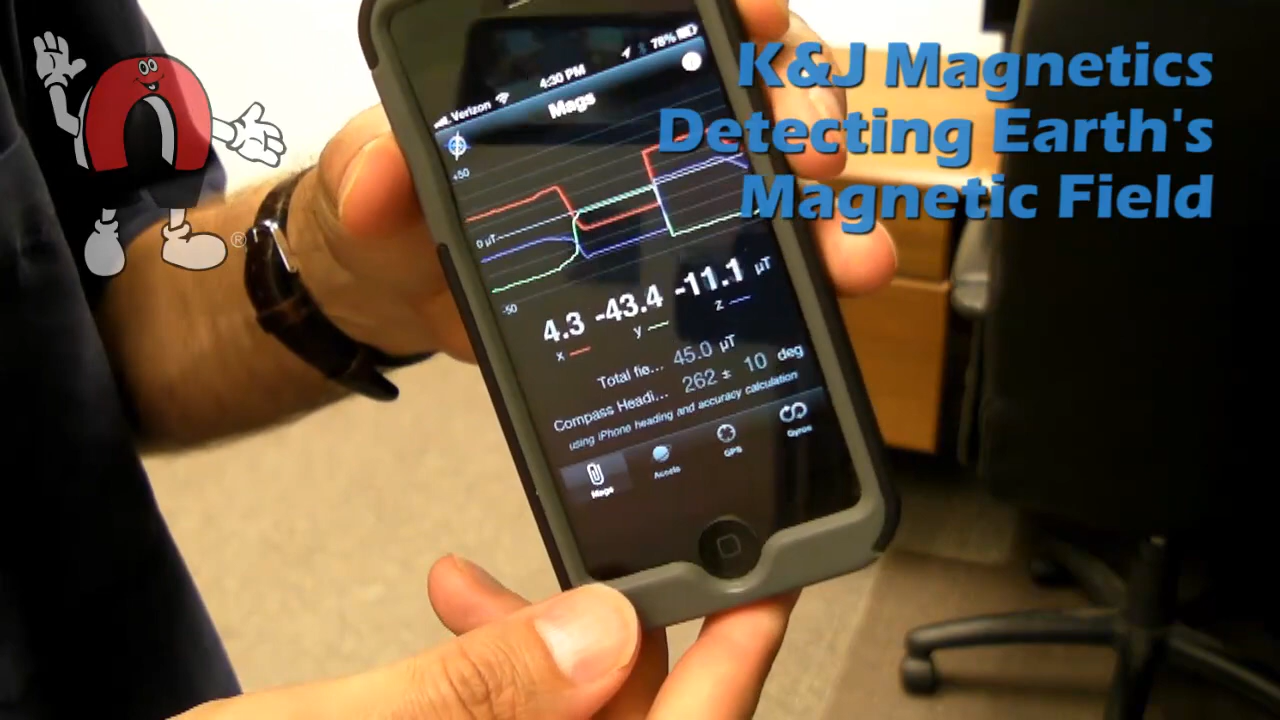 K&J Magnetics
Detecting Earth's
Magnetic Field
®
Verizon 4:30 PM 78%
Mags
+50
0 µT
-50
4.3 -43.4 -11.1 µT
x y z
Total fie... 45.0 µT
Compass Headi... 262 ± 10 deg
using iPhone heading and accuracy calculation
Mags Accels GPS Gyros